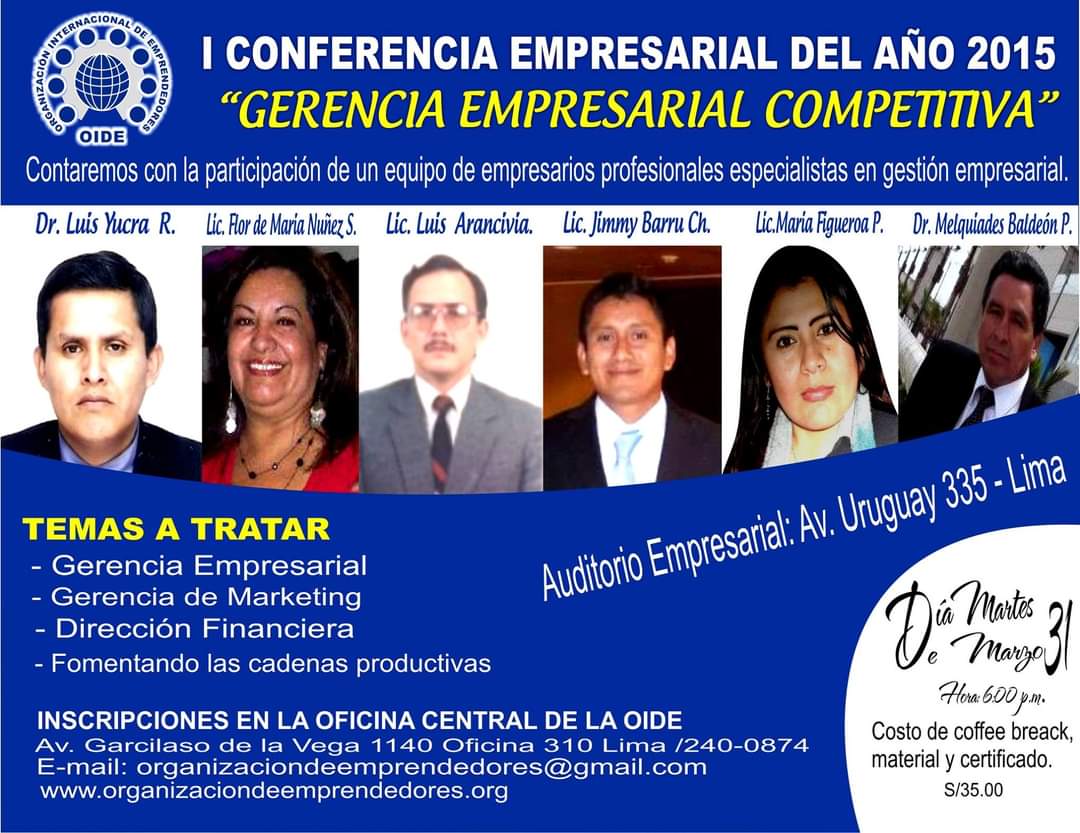 ORGANIZACIÓN INTERNACIONAL DE EMPRENDEDORES
OIDE
I CONFERENCIA EMPRESARIAL DEL AÑO 2015
“GERENCIA EMPRESARIAL COMPETITIVA”
Contaremos con la participación de un equipo de empresarios profesionales especialistas en gestión empresarial.
Dr. Luis Yucra R. Lic. Flor de María Nuñez S. Lic. Luis Arancivia. Lic. Jimmy Barru Ch. Lic.Maria Figueroa P. Dr. Melquiades Baldeón P.
TEMAS A TRATAR
- Gerencia Empresarial
- Gerencia de Marketing
- Dirección Financiera
- Fomentando las cadenas productivas
Auditorio Empresarial: Av. Uruguay 335 - Lima
Día Martes 31
De Marzo
Hora: 6:00 p.m.
Costo de coffee breack,
material y certificado.
S/35.00
INSCRIPCIONES EN LA OFICINA CENTRAL DE LA OIDE
Av. Garcilaso de la Vega 1140 Oficina 310 Lima /240-0874
E-mail: organizaciondeemprendedores@gmail.com
www.organizaciondeemprendedores.org